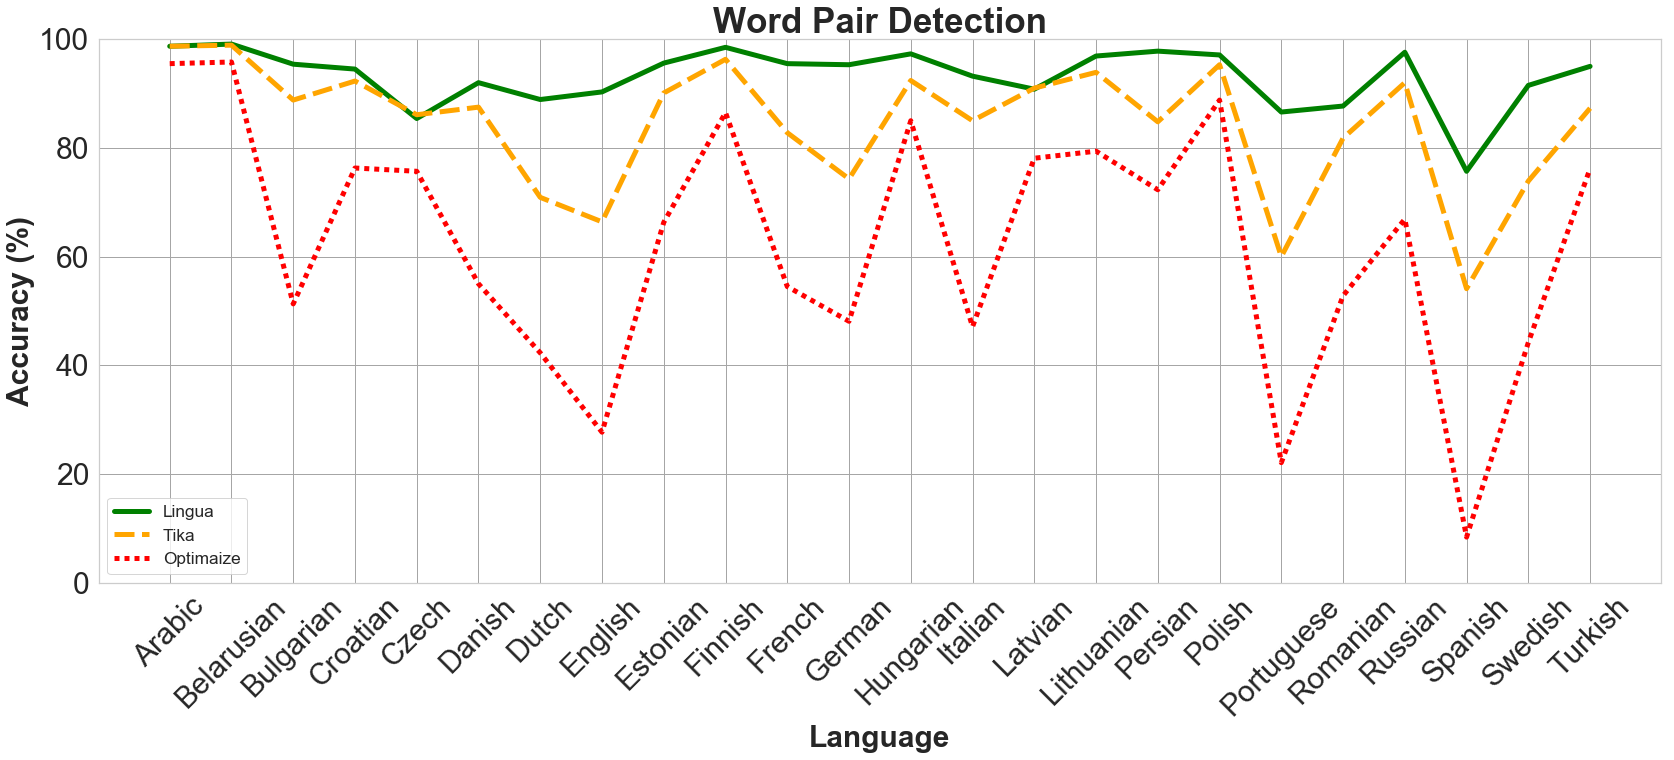 Word Pair Detection
Accuracy (%)
100
80
60
40
20
0
Lingua
Tika
Optimaize
Arabic
Belarusian
Bulgarian
Croatian
Czech
Danish
Dutch
English
Estonian
Finnish
French
German
Hungarian
Italian
Latvian
Lithuanian
Persian
Polish
Portuguese
Romanian
Russian
Spanish
Swedish
Turkish
Language